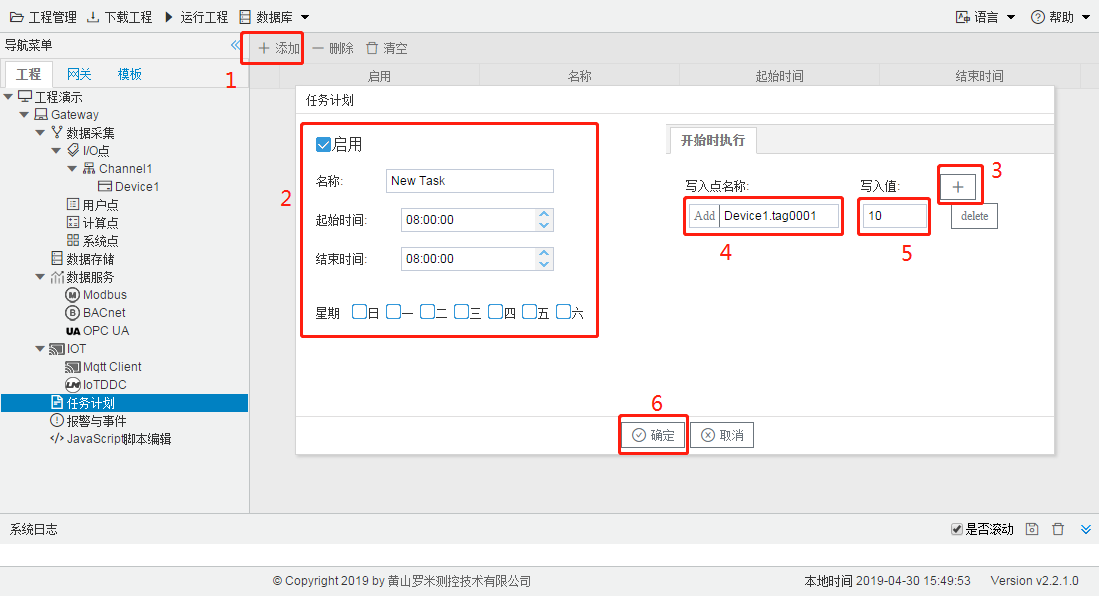 工程管理 下载工程 运行工程 数据库 语言 帮助
导航菜单 添加 删除 清空
1
工程 网关 模板 启用 名称 起始时间 结束时间
工程演示
Gateway
数据采集
I/O点
Channel1
Device1
用户点
计算点
系统点
数据存储
数据服务
Modbus
BACnet
UA OPC UA
IOT
Mqtt Client
IoTDDC
任务计划
报警与事件
JavaScript脚本编辑
任务计划
2
启用
名称: New Task
起始时间: 08:00:00
结束时间: 08:00:00
星期 日 一 二 三 四 五 六
开始时执行
3
写入点名称: 写入值: +
Add Device1.tag0001 10 delete
4 5
6
确定 取消
系统日志 是否滚动
© Copyright 2019 by 黄山罗米测控技术有限公司 本地时间 2019-04-30 15:49:53 Version v2.2.1.0